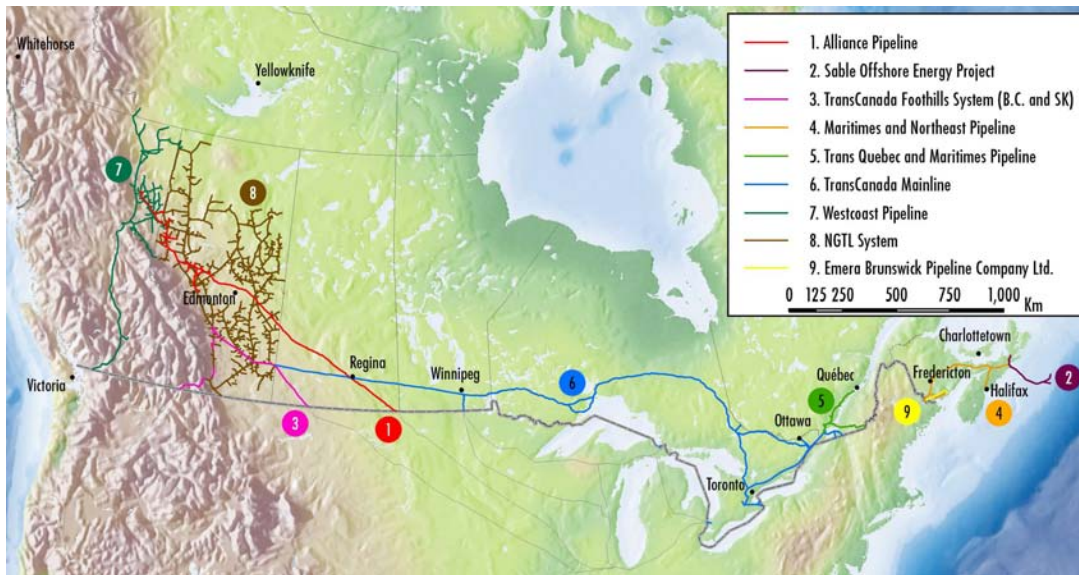 Whitehorse
Yellowknife
1. Alliance Pipeline
2. Sable Offshore Energy Project
3. TransCanada Foothills System (B.C. and SK)
4. Maritimes and Northeast Pipeline
5. Trans Quebec and Maritimes Pipeline
6. TransCanada Mainline
7. Westcoast Pipeline
8. NGTL System
9. Emera Brunswick Pipeline Company Ltd.
0 125 250 500 750 1,000
Km
7
8
Edmonton
Victoria
Regina
Winnipeg
6
3
1
Charlottetown
Québec
Fredericton
2
Halifax
5
9
4
Ottawa
Toronto